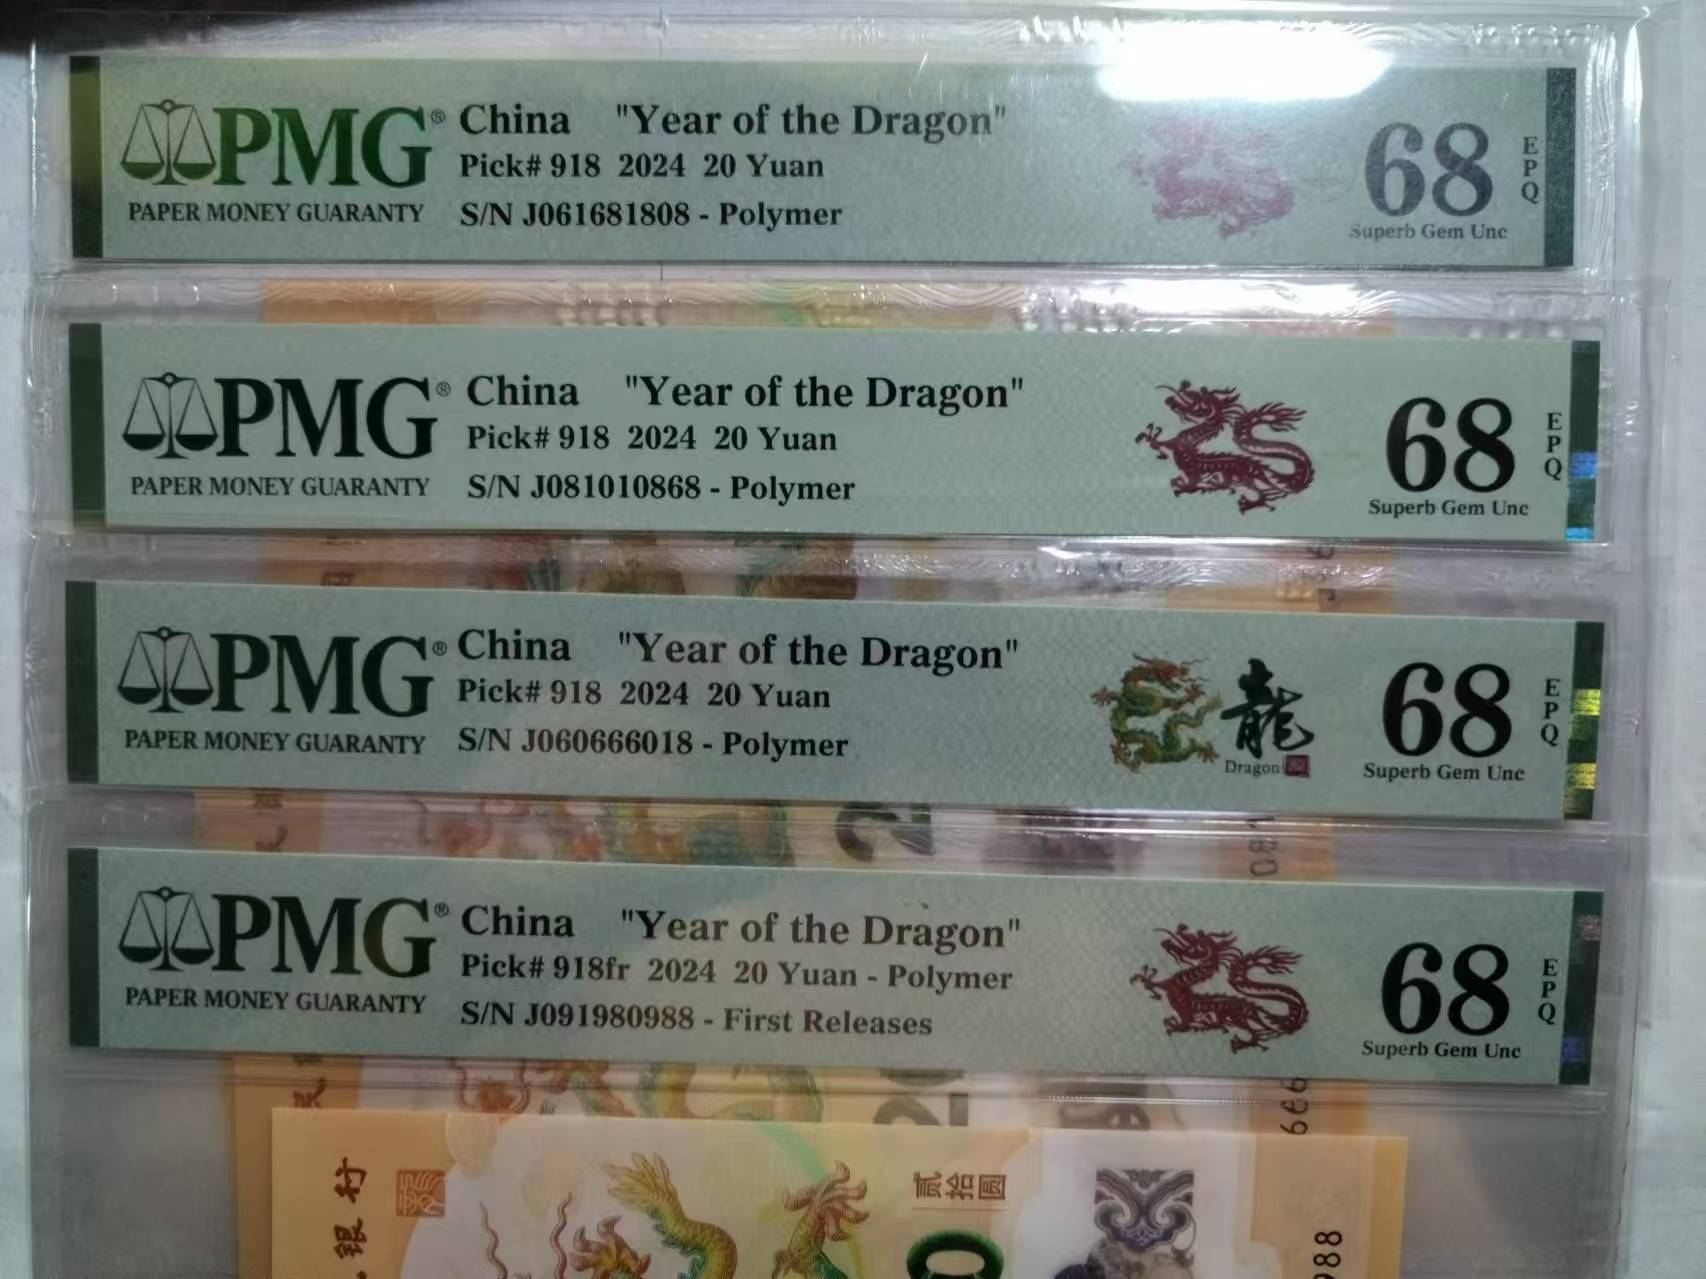 PMG® China "Year of the Dragon"
Pick# 918 2024 20 Yuan
PAPER MONEY GUARANTY S/N J061681808 - Polymer
68 EPQ
Superb Gem Unc
PMG® China "Year of the Dragon"
Pick# 918 2024 20 Yuan
PAPER MONEY GUARANTY S/N J081010868 - Polymer
68 EPQ
Superb Gem Unc
PMG® China "Year of the Dragon"
Pick# 918 2024 20 Yuan
PAPER MONEY GUARANTY S/N J060666018 - Polymer
龍
Dragon
68 EPQ
Superb Gem Unc
PMG® China "Year of the Dragon"
Pick# 918fr 2024 20 Yuan - Polymer
PAPER MONEY GUARANTY S/N J091980988 - First Releases
68 EPQ
Superb Gem Unc
银行
贰拾圆
988